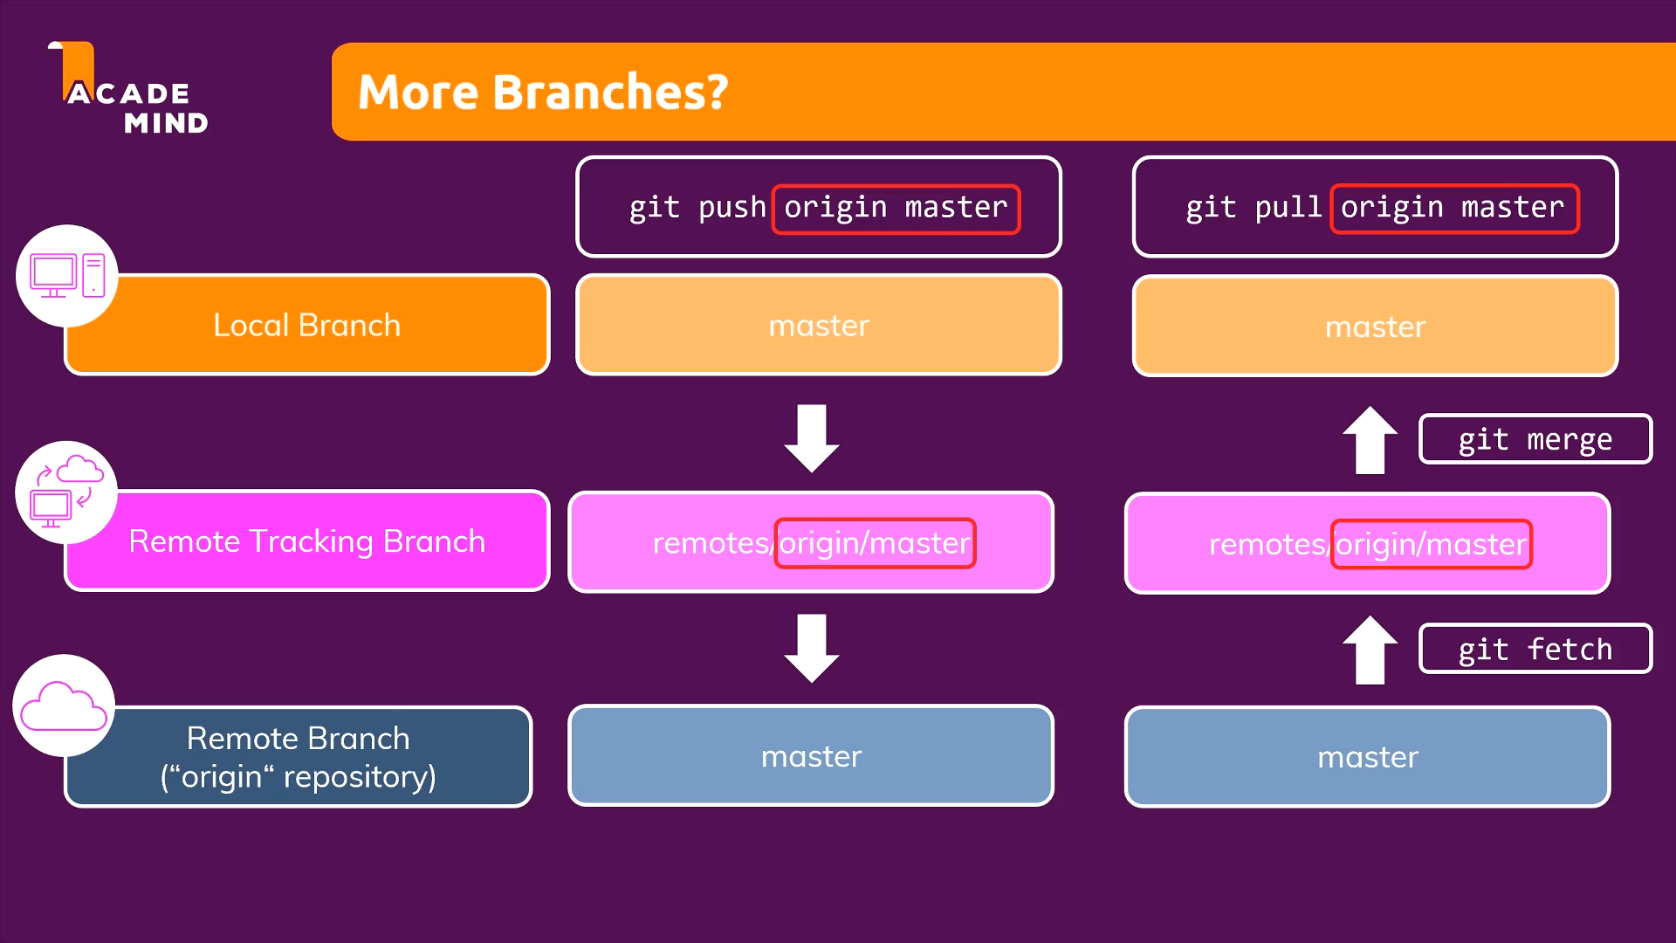 ACADE
MIND
More Branches?
git push origin master
git pull origin master
Local Branch
master
master
git merge
Remote Tracking Branch
remotes/origin/master
remotes/origin/master
git fetch
Remote Branch
(“origin“ repository)
master
master